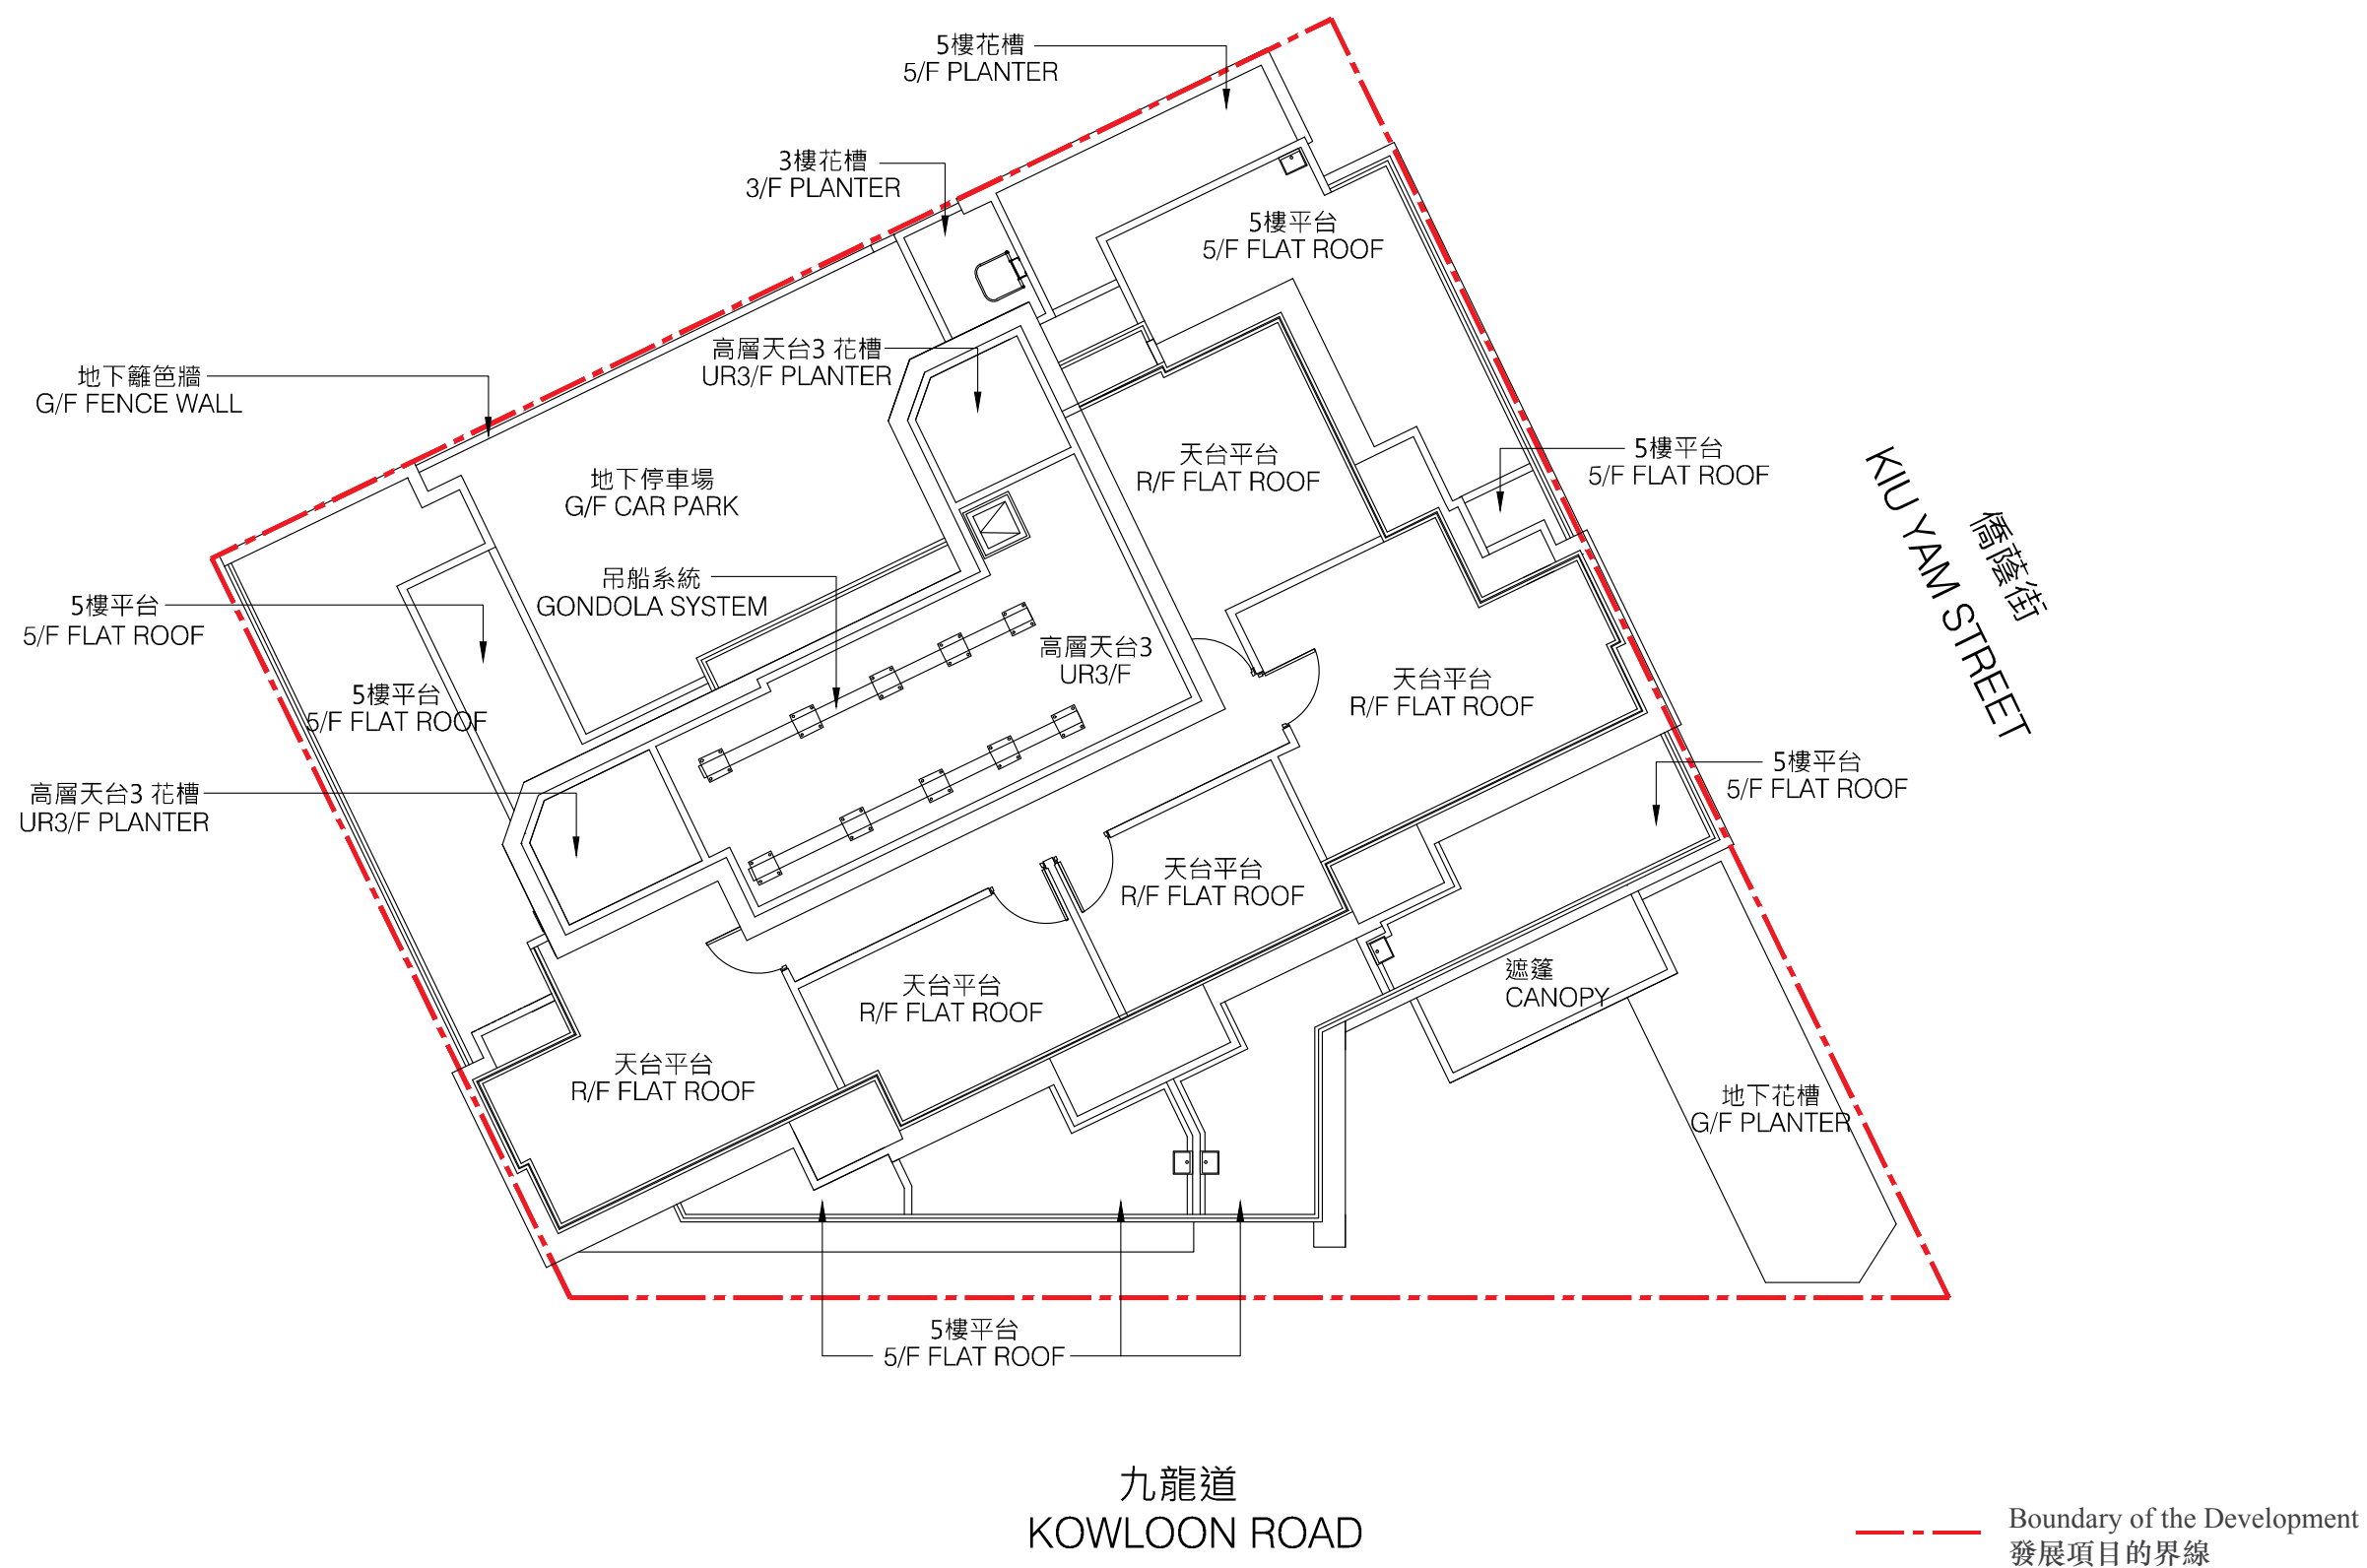 5樓花槽
5/F PLANTER
3樓花槽
3/F PLANTER
5樓平台
5/F FLAT ROOF
高層天台3 花槽
UR3/F PLANTER
地下籬笆牆
G/F FENCE WALL
天台平台
R/F FLAT ROOF
5樓平台
5/F FLAT ROOF
地下停車場
G/F CAR PARK
僑蔭街
KIU YAM STREET
吊船系統
GONDOLA SYSTEM
5樓平台
5/F FLAT ROOF
高層天台3
UR3/F
天台平台
R/F FLAT ROOF
5樓平台
5/F FLAT ROOF
5樓平台
5/F FLAT ROOF
高層天台3 花槽
UR3/F PLANTER
天台平台
R/F FLAT ROOF
遮篷
CANOPY
天台平台
R/F FLAT ROOF
天台平台
R/F FLAT ROOF
地下花槽
G/F PLANTER
5樓平台
5/F FLAT ROOF
九龍道
KOWLOON ROAD
Boundary of the Development
發展項目的界線